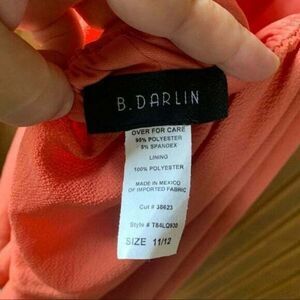 B. DARLIN
OVER FOR CARE
95% POLYESTER
5% SPANDEX
LINING
100% POLYESTER
MADE IN MEXICO
OF IMPORTED FABRIC
Cut # 38623
Style # T84LQ930
SIZE 11/12